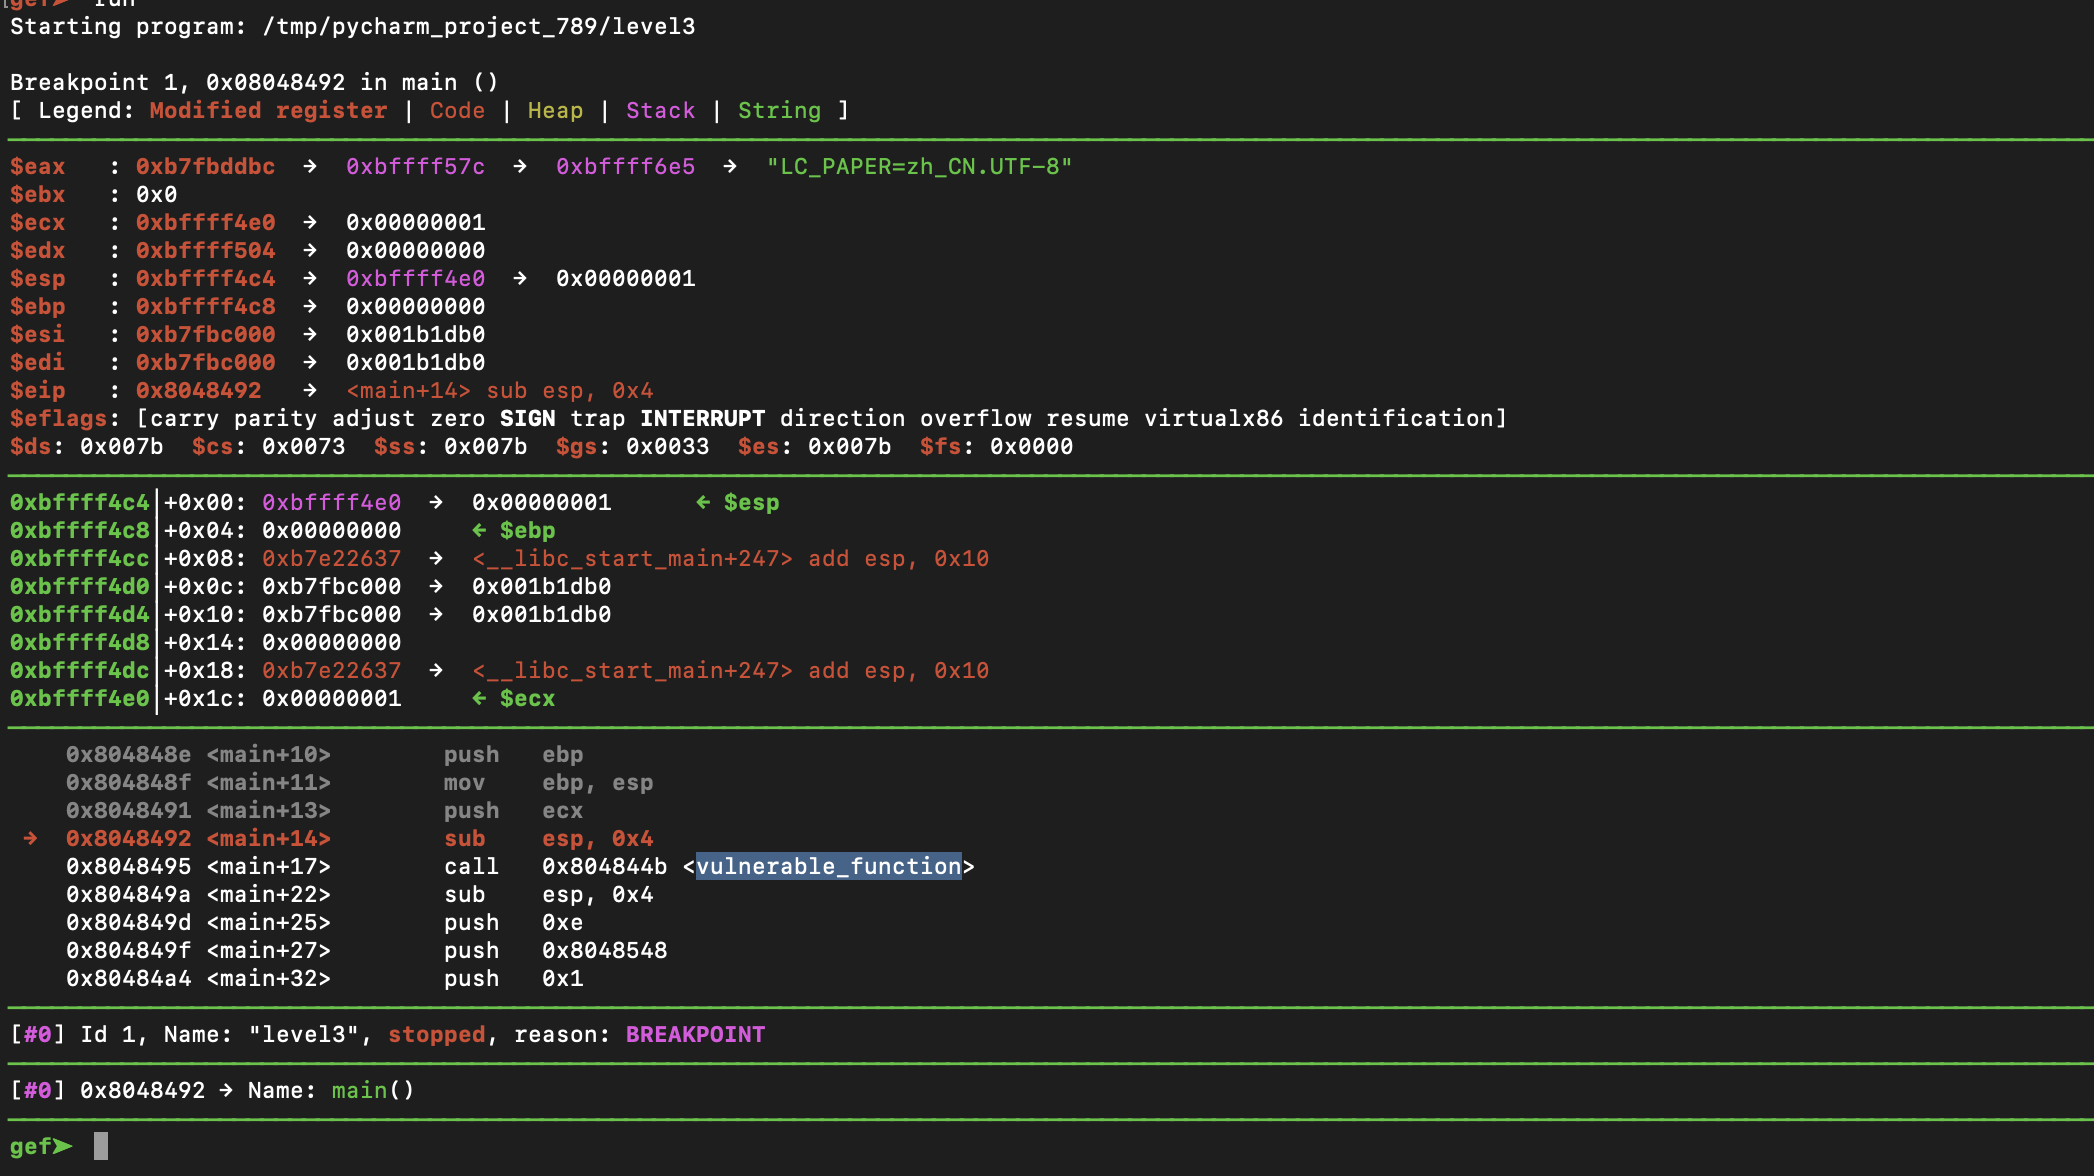 gef➤  run
Starting program: /tmp/pycharm_project_789/level3
Breakpoint 1, 0x08048492 in main ()
[ Legend: Modified register | Code | Heap | Stack | String ]
$eax   : 0xb7fbddbc  →  0xbffff57c  →  0xbffff6e5  →  "LC_PAPER=zh_CN.UTF-8"
$ebx   : 0x0
$ecx   : 0xbffff4e0  →  0x00000001
$edx   : 0xbffff504  →  0x00000000
$esp   : 0xbffff4c4  →  0xbffff4e0  →  0x00000001
$ebp   : 0xbffff4c8  →  0x00000000
$esi   : 0xb7fbc000  →  0x001b1db0
$edi   : 0xb7fbc000  →  0x001b1db0
$eip   : 0x8048492   →  <main+14> sub esp, 0x4
$eflags: [carry parity adjust zero SIGN trap INTERRUPT direction overflow resume virtualx86 identification]
$ds: 0x007b  $cs: 0x0073  $ss: 0x007b  $gs: 0x0033  $es: 0x007b  $fs: 0x0000
0xbffff4c4│+0x00: 0xbffff4e0  →  0x00000001      ← $esp
0xbffff4c8│+0x04: 0x00000000     ← $ebp
0xbffff4cc│+0x08: 0xb7e22637  →  <__libc_start_main+247> add esp, 0x10
0xbffff4d0│+0x0c: 0xb7fbc000  →  0x001b1db0
0xbffff4d4│+0x10: 0xb7fbc000  →  0x001b1db0
0xbffff4d8│+0x14: 0x00000000
0xbffff4dc│+0x18: 0xb7e22637  →  <__libc_start_main+247> add esp, 0x10
0xbffff4e0│+0x1c: 0x00000001     ← $ecx
0x804848e <main+10>        push   ebp
0x804848f <main+11>        mov    ebp, esp
0x8048491 <main+13>        push   ecx
→  0x8048492 <main+14>        sub    esp, 0x4
0x8048495 <main+17>        call   0x804844b <vulnerable_function>
0x804849a <main+22>        sub    esp, 0x4
0x804849d <main+25>        push   0xe
0x804849f <main+27>        push   0x8048548
0x80484a4 <main+32>        push   0x1
[#0] Id 1, Name: "level3", stopped, reason: BREAKPOINT
[#0] 0x8048492 → Name: main()
gef➤